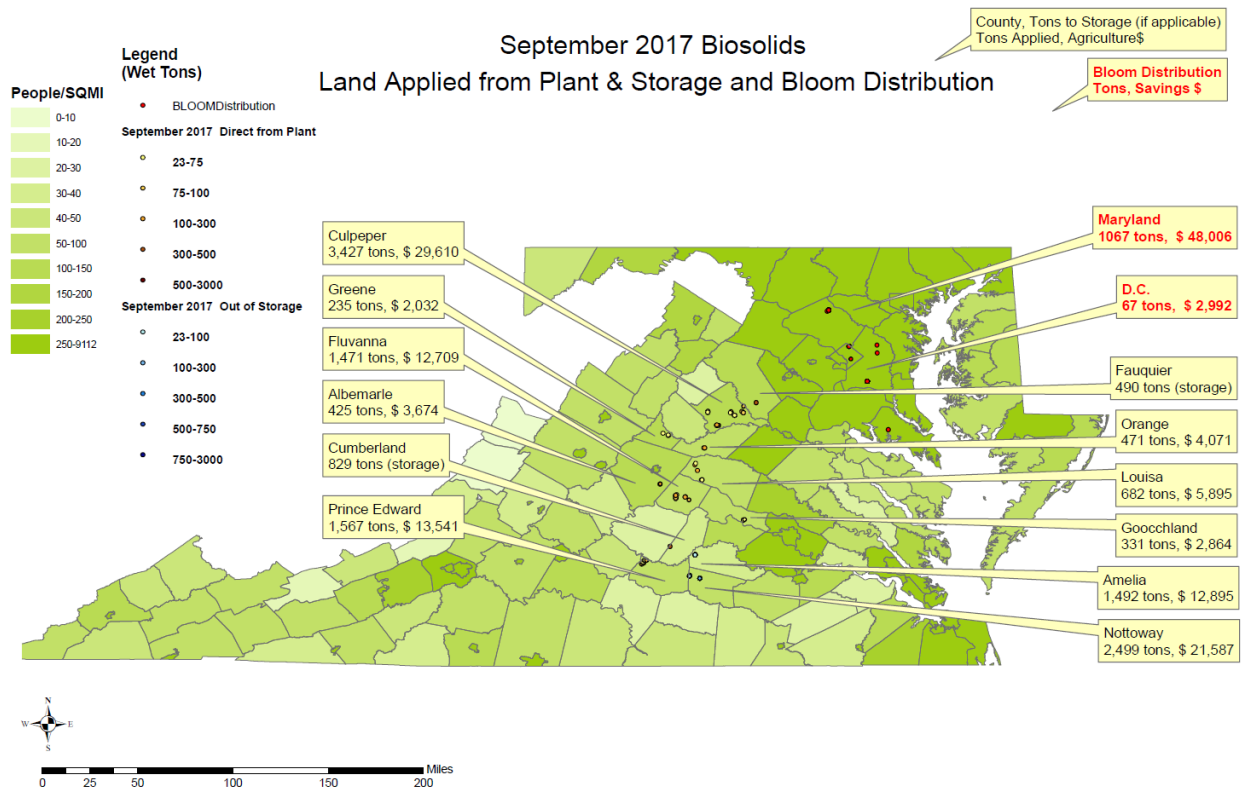 September 2017 Biosolids
Land Applied from Plant & Storage and Bloom Distribution
County, Tons to Storage (if applicable)
Tons Applied, Agriculture$
Bloom Distribution
Tons, Savings $
Legend
(Wet Tons)
BLOOMDistribution
September 2017 Direct from Plant
23-75
75-100
100-300
300-500
500-3000
September 2017 Out of Storage
23-100
100-300
300-500
500-750
750-3000
People/SQMI
0-10
10-20
20-30
30-40
40-50
50-100
100-150
150-200
200-250
250-9112
Culpeper
3,427 tons, $ 29,610
Greene
235 tons, $ 2,032
Fluvanna
1,471 tons, $ 12,709
Albemarle
425 tons, $ 3,674
Cumberland
829 tons (storage)
Prince Edward
1,567 tons, $ 13,541
Maryland
1067 tons, $ 48,006
D.C.
67 tons, $ 2,992
Fauquier
490 tons (storage)
Orange
471 tons, $ 4,071
Louisa
682 tons, $ 5,895
Goocchland
331 tons, $ 2,864
Amelia
1,492 tons, $ 12,895
Nottoway
2,499 tons, $ 21,587
N
W E
S
Miles
0 25 50 100 150 200